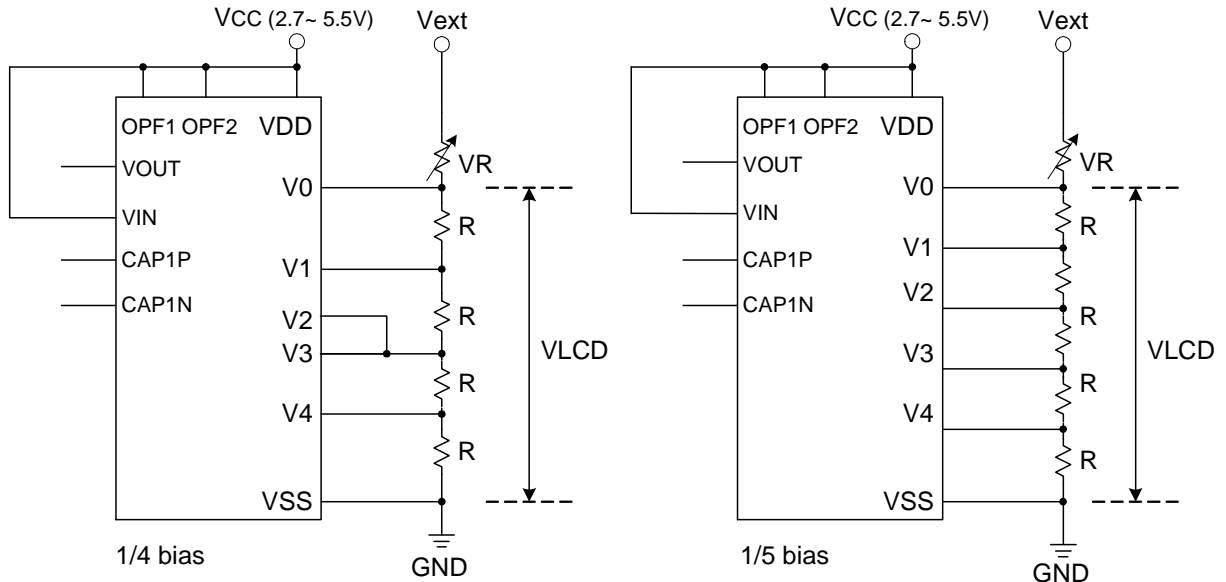 VCC (2.7~ 5.5V)
Vext
OPF1 OPF2 VDD
VOUT
VR
V0
VIN
R
CAP1P
V1
CAP1N
V2
R
V3
VLCD
R
V4
R
VSS
1/4 bias
GND
VCC (2.7~ 5.5V)
Vext
OPF1 OPF2 VDD
VOUT
VR
V0
VIN
R
V1
CAP1P
R
V2
CAP1N
R
V3
VLCD
R
V4
R
VSS
1/5 bias
GND